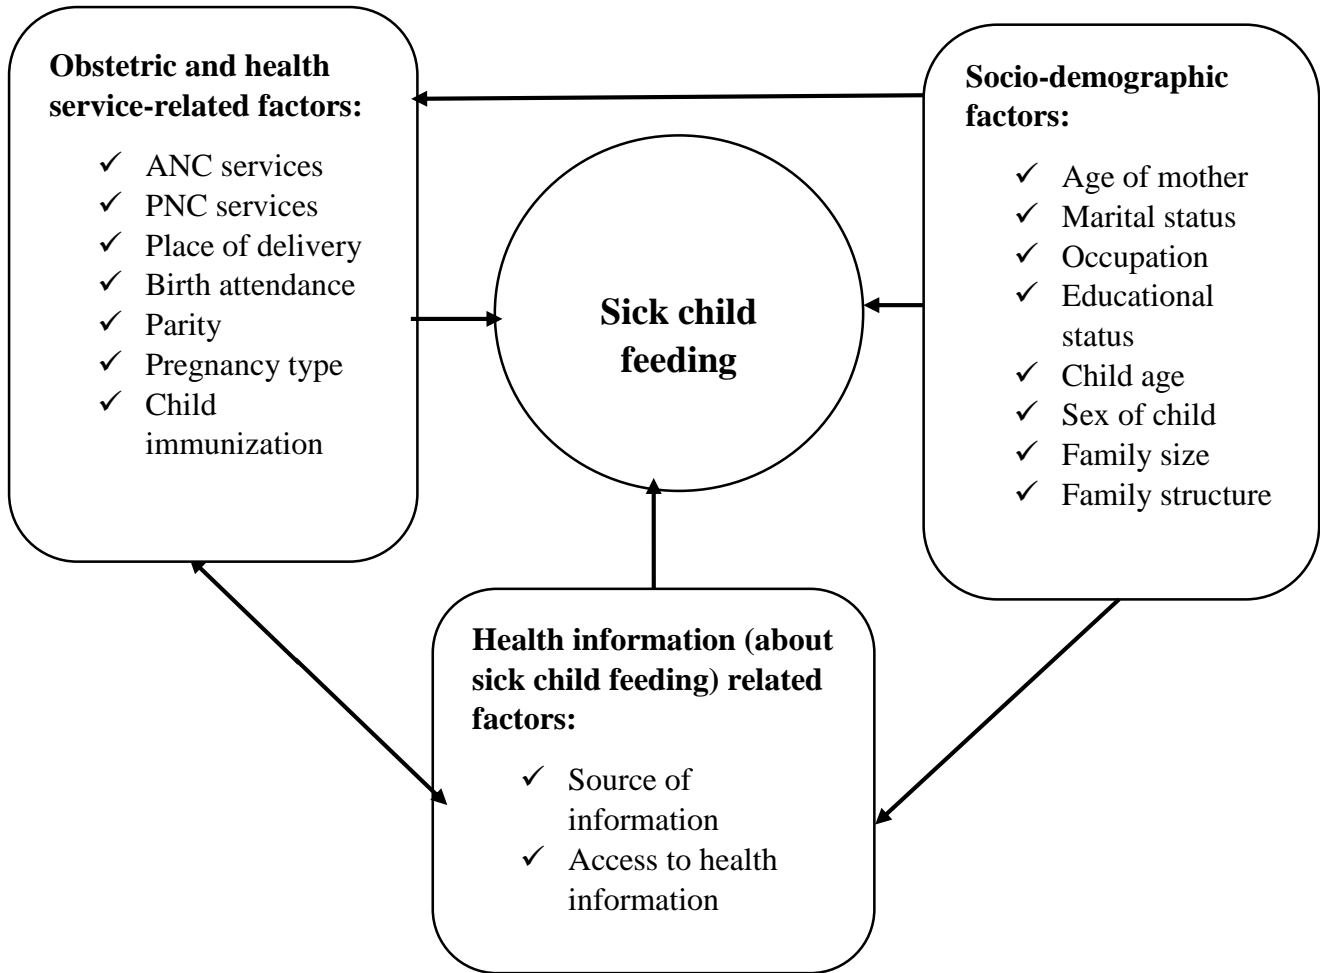 Obstetric and health
service-related factors:
✓ ANC services
✓ PNC services
✓ Place of delivery
✓ Birth attendance
✓ Parity
✓ Pregnancy type
✓ Child
immunization
Sick child
feeding
Socio-demographic
factors:
✓ Age of mother
✓ Marital status
✓ Occupation
✓ Educational
status
✓ Child age
✓ Sex of child
✓ Family size
✓ Family structure
Health information (about
sick child feeding) related
factors:
✓ Source of
information
✓ Access to health
information